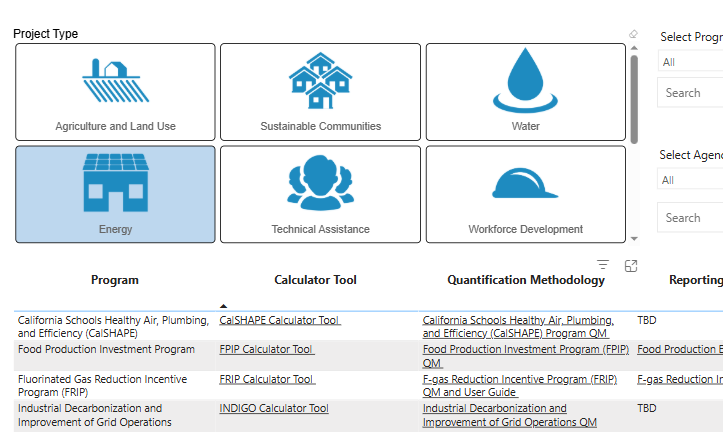 Project Type
Select Progr
All
Search
Agriculture and Land Use
Sustainable Communities
Water
Select Agenc
All
Search
Energy
Technical Assistance
Workforce Development
Program
Calculator Tool
Quantification Methodology
Reporting
California Schools Healthy Air, Plumbing,
and Efficiency (CalSHAPE)
CalSHAPE Calculator Tool
California Schools Healthy Air, Plumbing,
and Efficiency (CalSHAPE) Program QM
TBD
Food Production Investment Program
FPIP Calculator Tool
Food Production Investment Program (FPIP)
QM
Food Production E
Fluorinated Gas Reduction Incentive
Program (FRIP)
FRIP Calculator Tool
F-gas Reduction Incentive Program (FRIP)
QM and User Guide
F-gas Reduction In
Industrial Decarbonization and
Improvement of Grid Operations
INDIGO Calculator Tool
Industrial Decarbonization and
Improvement of Grid Operations QM
TBD